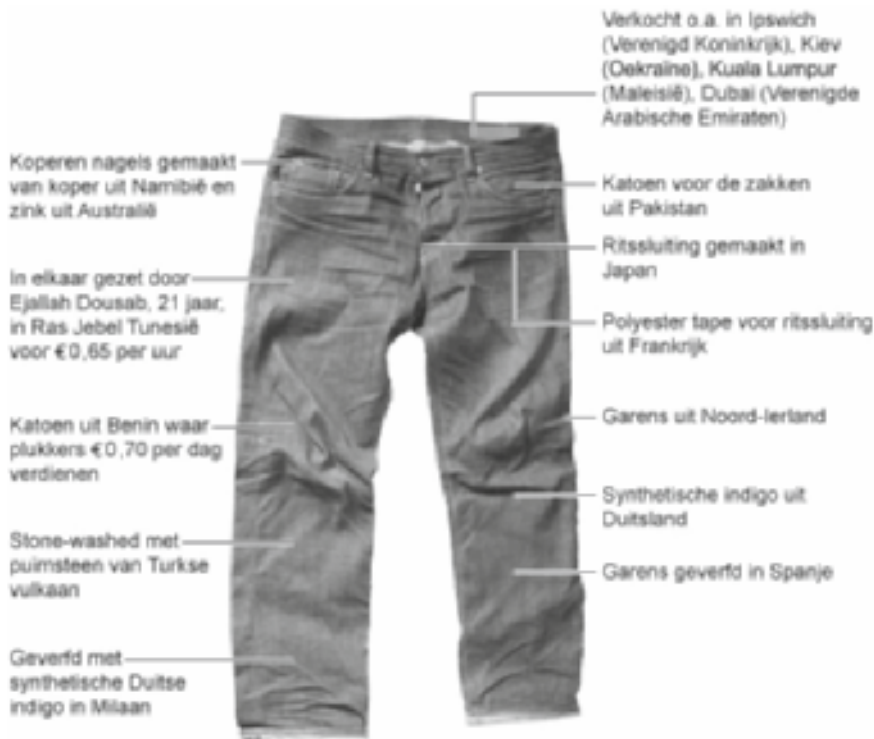 Verkocht o.a. in Ipswich
(Verenigd Koninkrijk), Kiev
(Oekraïne), Kuala Lumpur
(Maleisië), Dubai (Verenigde
Arabische Emiraten)
Koperen nagels gemaakt
van koper uit Namibië en
zink uit Australië
In elkaar gezet door
Ejallah Dousab, 21 jaar,
in Ras Jebel Tunesië
voor €0,65 per uur
Katoen uit Benin waar
plukkers €0,70 per dag
verdienen
Stone-washed met
puimsteen van Turkse
vulkaan
Geverfd met
synthetische Duitse
indigo in Milaan
Katoen voor de zakken
uit Pakistan
Ritssluiting gemaakt in
Japan
Polyester tape voor ritssluiting
uit Frankrijk
Garens uit Noord-Ierland
Synthetische indigo uit
Duitsland
Garens geverfd in Spanje